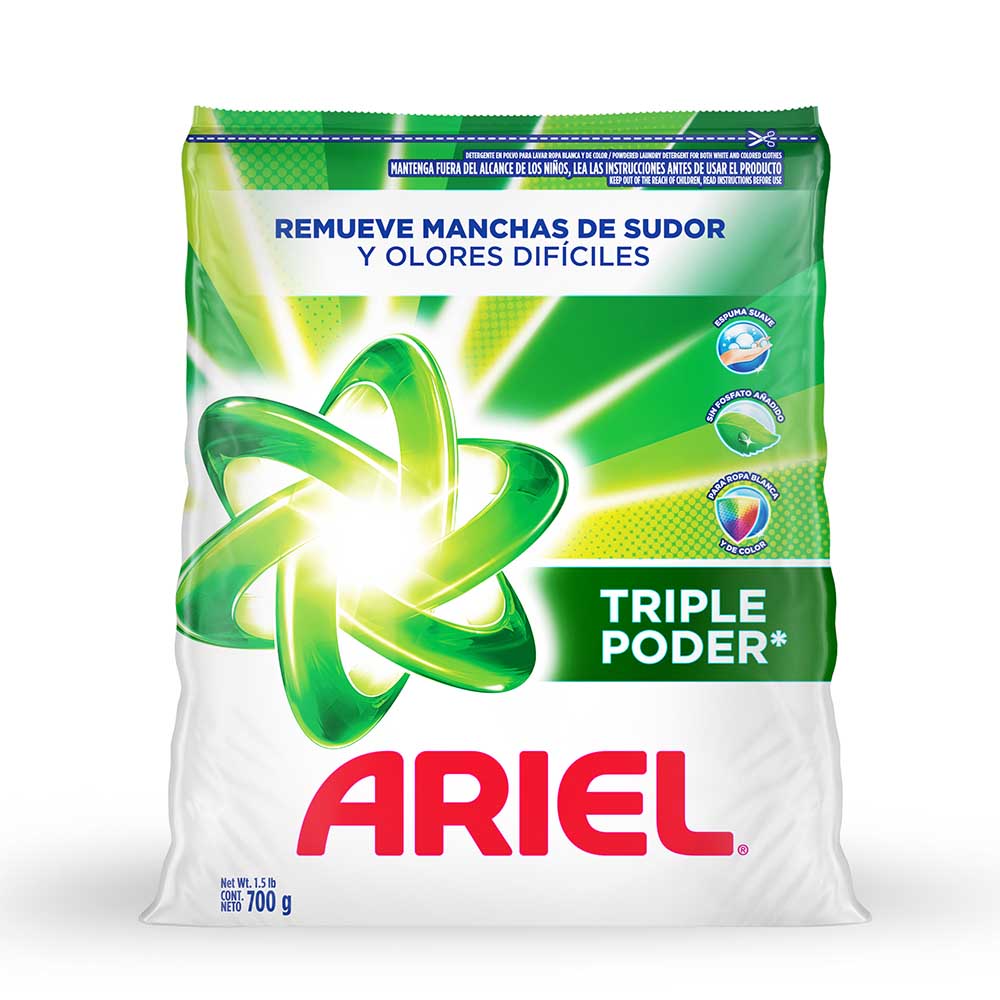 DETERGENTE EN POLVO PARA LAVAR ROPA BLANCA Y DE COLOR / POWDERED LAUNDRY DETERGENT FOR BOTH WHITE AND COLORED CLOTHES
MANTENGA FUERA DEL ALCANCE DE LOS NIÑOS, LEA LAS INSTRUCCIONES ANTES DE USAR EL PRODUCTO
KEEP OUT OF THE REACH OF CHILDREN, READ INSTRUCTIONS BEFORE USE
REMUEVE MANCHAS DE SUDOR
Y OLORES DIFÍCILES
ESPUMA SUAVE
SIN FOSFATO AÑADIDO
PARA ROPA BLANCA
Y DE COLOR
TRIPLE
PODER*
ARIEL®
Net Wt. 1.5 lb
CONT.
NETO 700 g